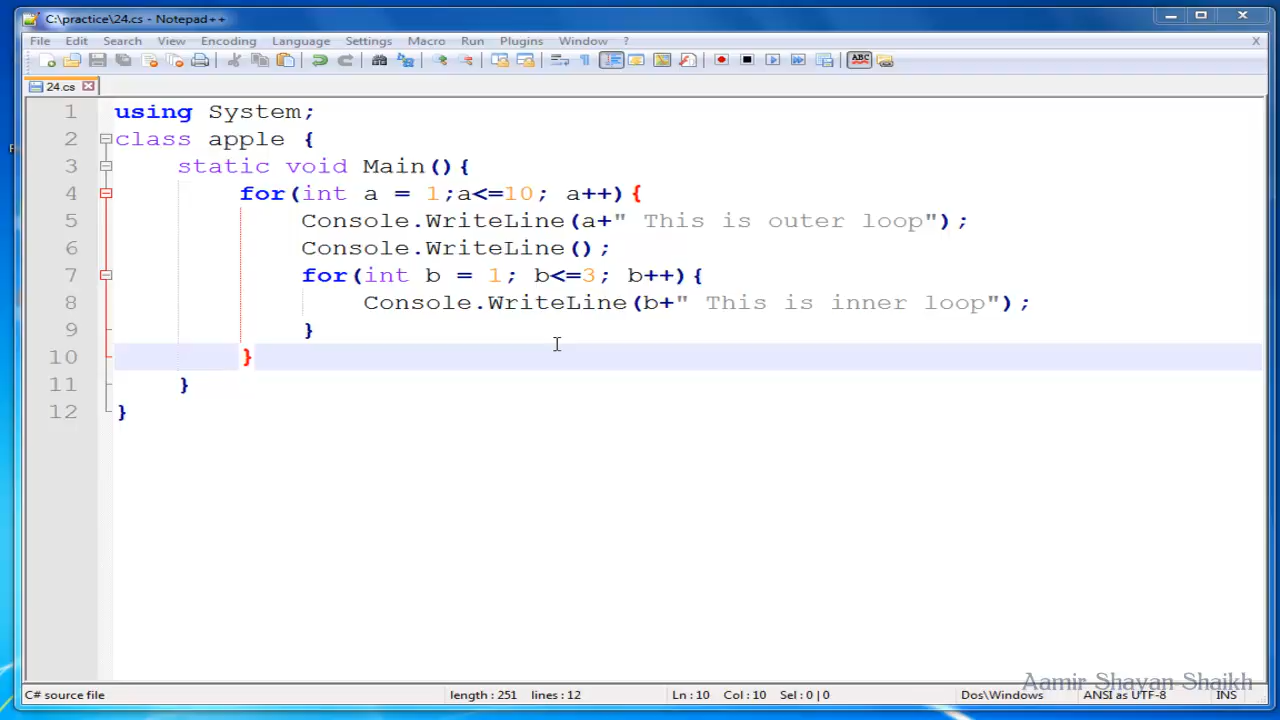 C:\practice\24.cs - Notepad++
File Edit Search View Encoding Language Settings Macro Run Plugins Window ? X
ABC
24.cs
1 using System;
2 class apple {
3 static void Main(){
4 for(int a = 1;a<=10; a++){
5 Console.WriteLine(a+" This is outer loop");
6 Console.WriteLine();
7 for(int b = 1; b<=3; b++){
8 Console.WriteLine(b+" This is inner loop");
9 }
10 }
11 }
12 }
Aamir Shayan Shaikh
C# source file length : 251 lines : 12 Ln : 10 Col : 10 Sel : 0 | 0 Dos\Windows ANSI as UTF-8 INS